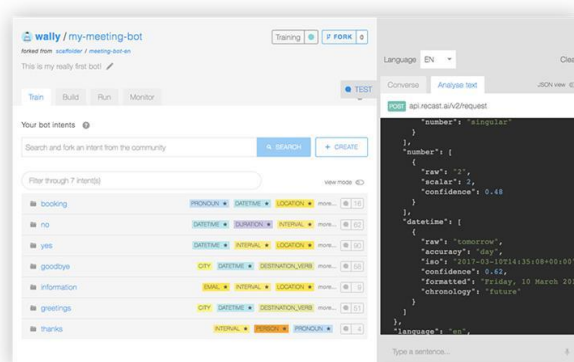 wally / my-meeting-bot
Training
FORK 0
forked from scaffolder / meeting-bot-en
This is my really first bot!
Train Build Run Monitor
TEST
Your bot intents
Search and fork an intent from the community
SEARCH
+ CREATE
Filter through 7 intent(s)
view mode
booking PRONOUN ★ DATETIME ★ LOCATION ★ more...
no DATETIME ★ DURATION ★ INTERVAL ★ more...
yes DATETIME ★ INTERVAL ★ LOCATION ★ more...
goodbye CITY DATETIME ★ DESTINATION_VERB more...
information EMAIL ★ INTERVAL ★ LOCATION ★ more... 9
greetings CITY DATETIME ★ DESTINATION_VERB more...
thanks INTERVAL ★ PERSON ★ PRONOUN ★ 4
Language EN
Clea
Converse Analyse text
JSON view
POST api.recast.ai/v2/request
"number": "singular"
}
],
"number": [
{
"raw": "2",
"scalar": 2,
"confidence": 0.48
}
],
"datetime": [
{
"raw": "tomorrow",
"accuracy": "day",
"iso": "2017-03-10T14:35:08+00:00"
"confidence": 0.62,
"formatted": "Friday, 10 March 201
"chronology": "future"
}
]
},
"language": "en",
Type a sentence...